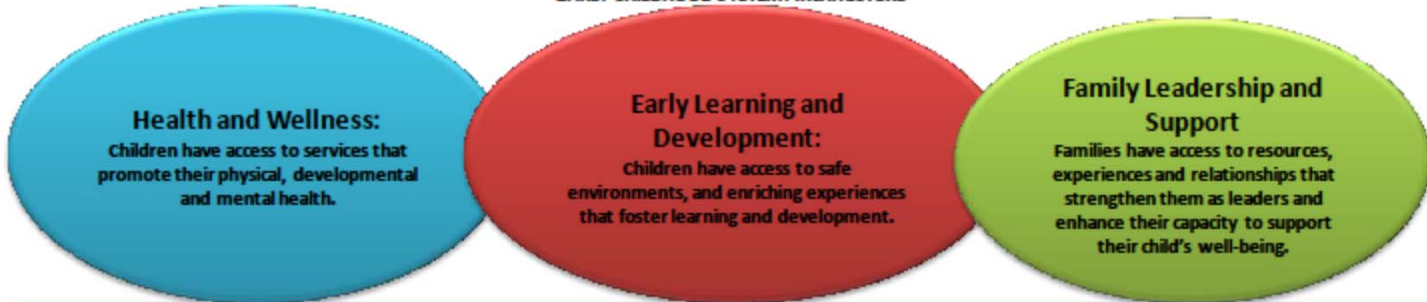 Health and Wellness:
Children have access to services that
promote their physical, developmental
and mental health.
Early Learning and
Development:
Children have access to safe
environments, and enriching experiences
that foster learning and development.
Family Leadership and
Support
Families have access to resources,
experiences and relationships that
strengthen them as leaders and
enhance their capacity to support
their child's well-being.